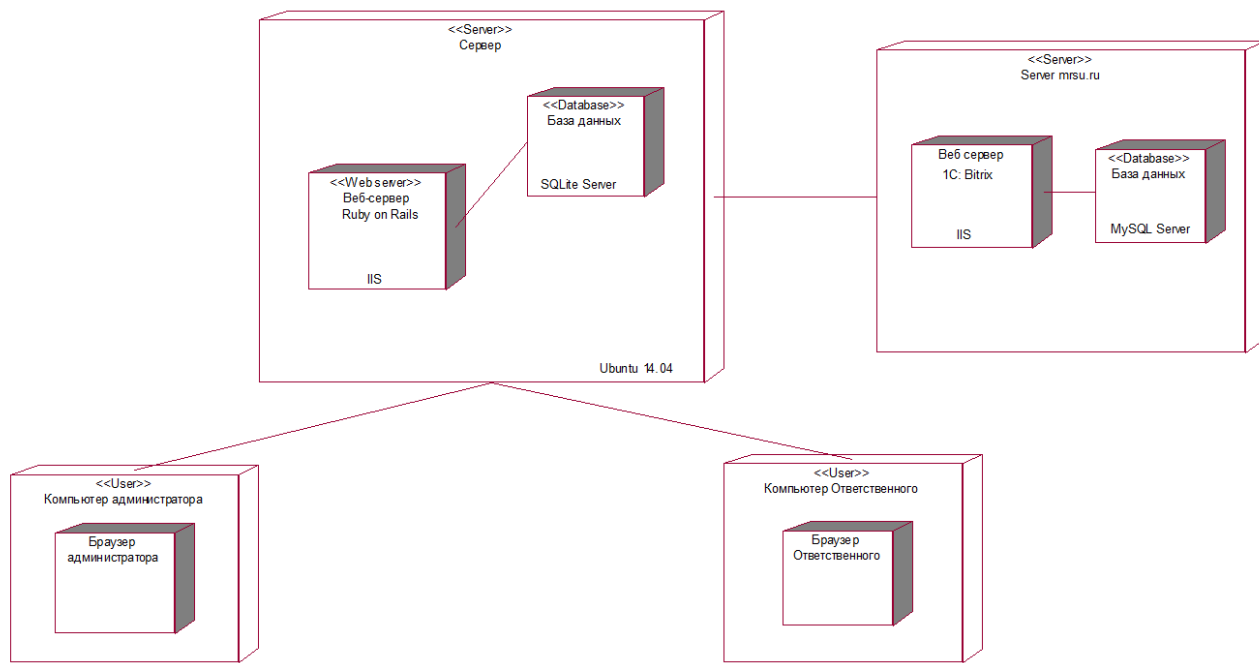 <<Server>>
Сервер
<<Database>>
База данных
SQLite Server
<<Web server>>
Веб-сервер
Ruby on Rails
IIS
Ubuntu 14.04
<<Server>>
Server mrsu.ru
Веб сервер
1C: Bitrix
IIS
<<Database>>
База данных
MySQL Server
<<User>>
Компьютер администратора
Браузер
администратора
<<User>>
Компьютер Ответственного
Браузер
Ответственного